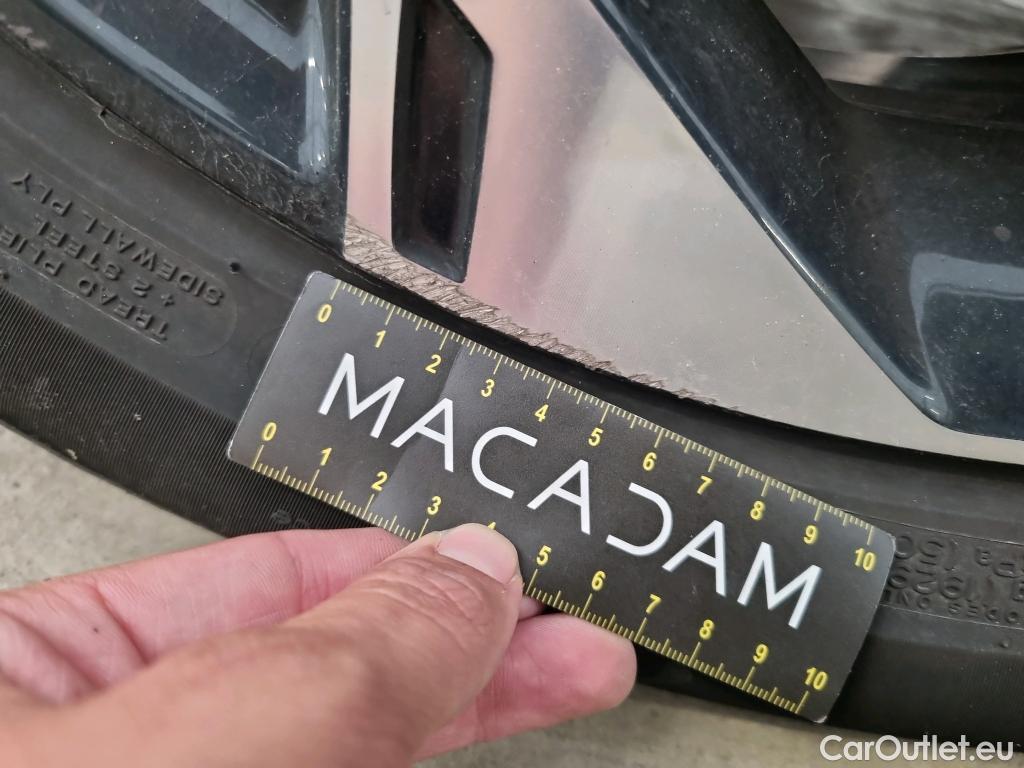 TREAD PLIE
+ 2 STEEL
SIDEWALL PLY
0 1 2 3 4 5 6 7 8 9 10
MACADAM
0 1 2 3 4 5 6 7 8 9 10
CarOutlet.eu